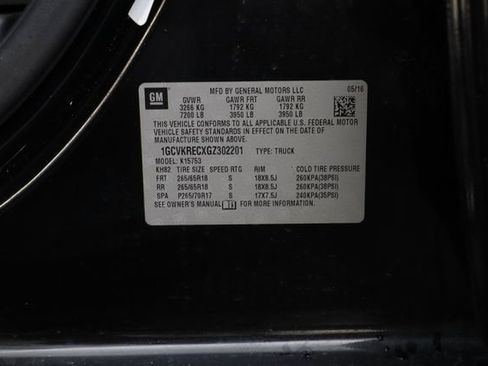 GM
MFD BY GENERAL MOTORS LLC 05/16
GVWR GAWR FRT GAWR RR
3266 KG 1792 KG 1792 KG
7200 LB 3950 LB 3950 LB
THIS VEHICLE CONFORMS TO ALL APPLICABLE U.S. FEDERAL MOTOR
VEHICLE SAFETY STANDARDS IN EFFECT ON THE DATE OF
MANUFACTURE SHOWN ABOVE.
1GCVKRECXGZ302201 TYPE: TRUCK
MODEL: K15753
KH82 TIRE SIZE SPEED RTG RIM COLD TIRE PRESSURE
FRT 265/65R18 S 18X8.5J 260KPA(38PSI)
RR 265/65R18 S 18X8.5J 260KPA(38PSI)
SPA P265/70R17 S 17X7.5J 240KPA(35PSI)
SEE OWNER'S MANUAL FOR MORE INFORMATION.